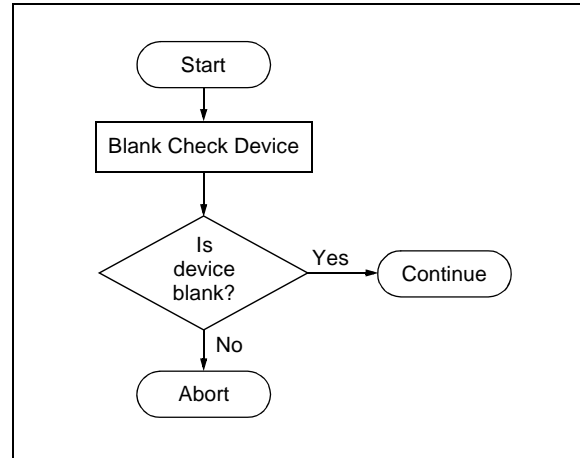 Start
Blank Check Device
Is
device
blank?
Yes
Continue
No
Abort